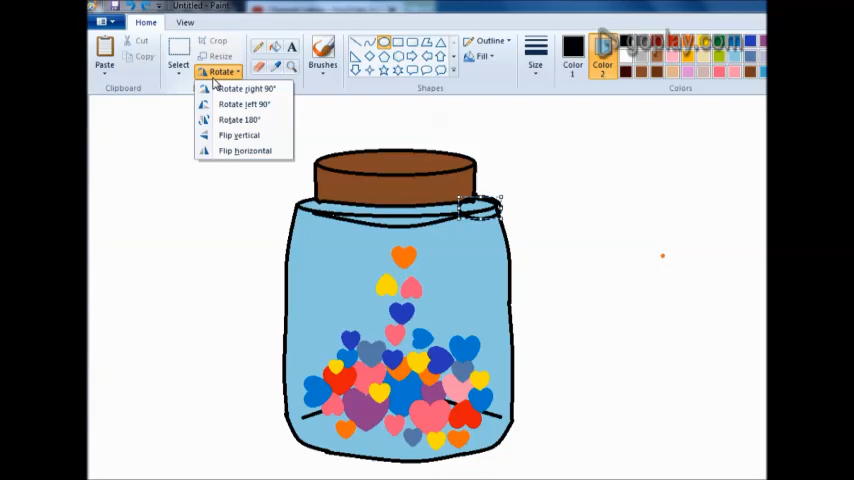 Untitled - Paint
Home View
Paste
Cut
Copy
Clipboard
Select
Crop
Resize
Rotate
Rotate right 90°
Rotate left 90°
Rotate 180°
Flip vertical
Flip horizontal
A
Brushes
Outline
Fill
Shapes
Size
Color 1
Color 2
Colors